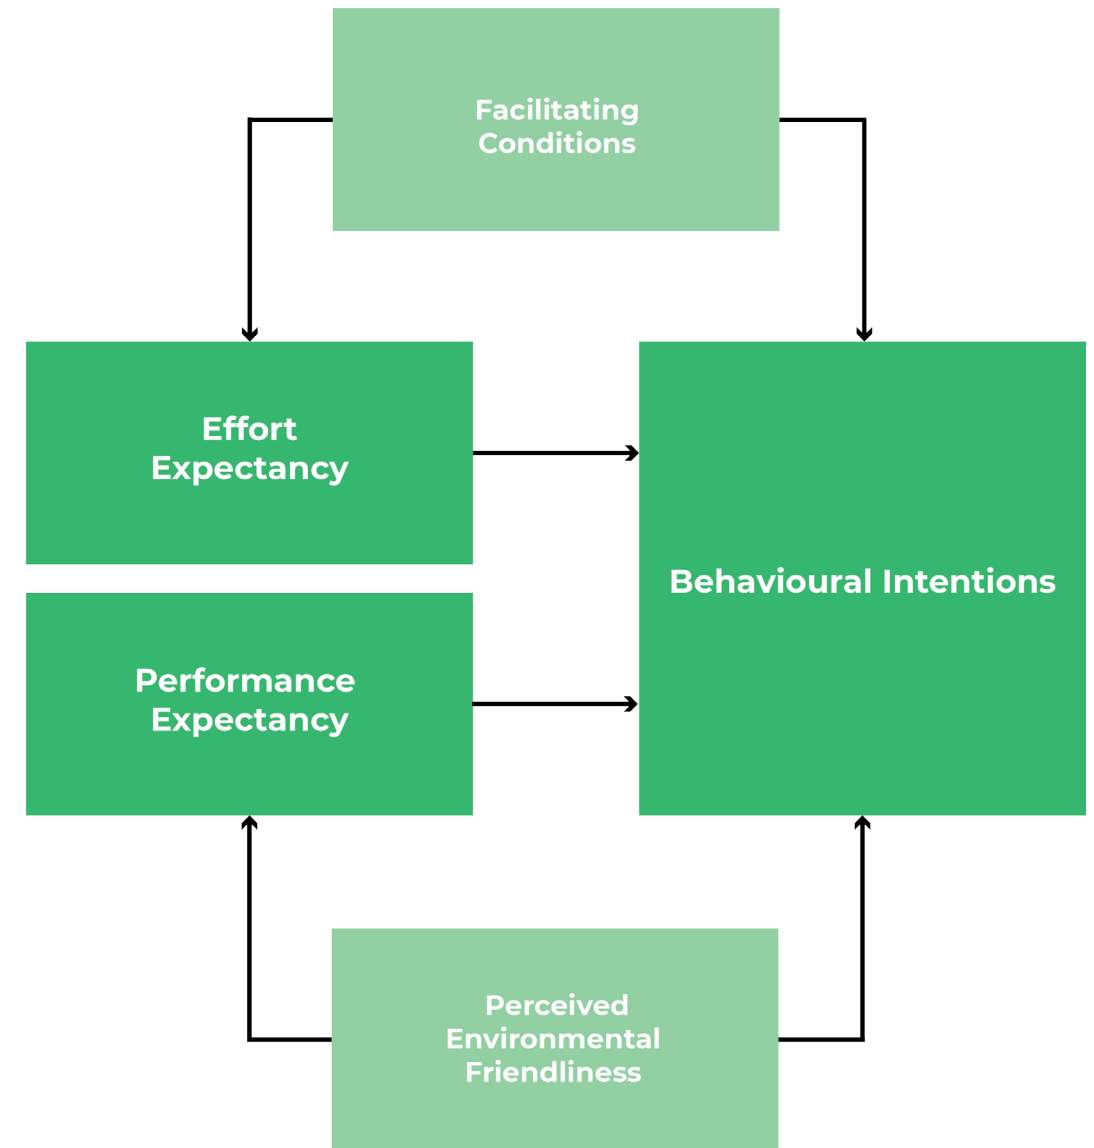 Facilitating
Conditions
Effort
Expectancy
Behavioural Intentions
Performance
Expectancy
Perceived
Environmental
Friendliness